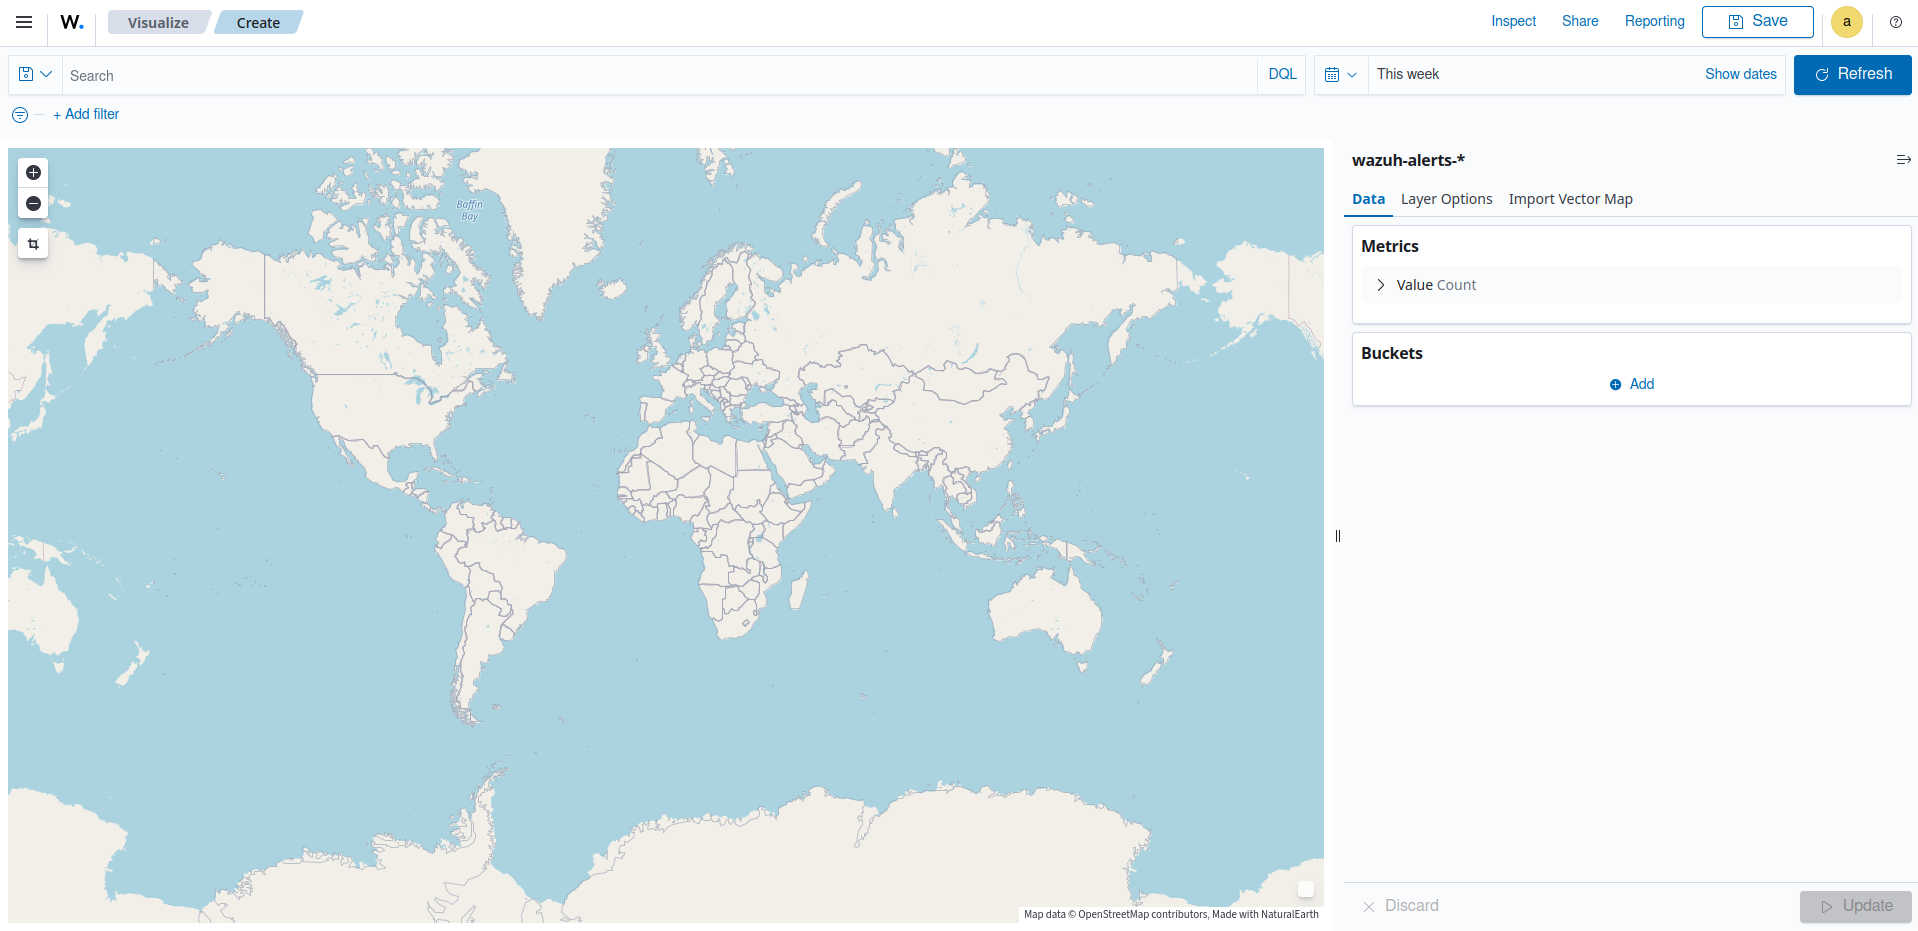 W.
Visualize
Create
Inspect
Share
Reporting
Save
a
Search
DQL
This week
Show dates
Refresh
+ Add filter
Baffin
Bay
Map data © OpenStreetMap contributors, Made with NaturalEarth
wazuh-alerts-*
Data
Layer Options
Import Vector Map
Metrics
Value Count
Buckets
Add
Discard
Update